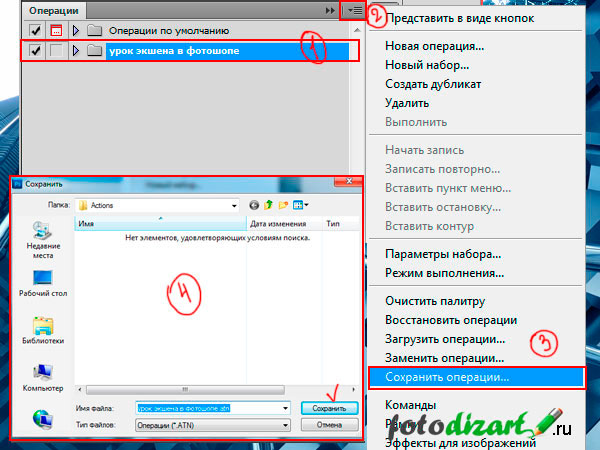 Операции
2
Представить в виде кнопок
Операции по умолчанию
урок экшена в фотошопе
1
Новая операция...
Новый набор...
Создать дубликат
Удалить
Выполнить
Начать запись
Записать повторно...
Вставить пункт меню...
Вставить остановку...
Вставить контур
Параметры набора...
Режим выполнения...
Очистить палитру
Восстановить операции
Загрузить операции...
3
Заменить операции...
Сохранить операции...
Команды
Эффекты для изображений
Сохранить
Папка:
Actions
Имя
Дата изменения
Тип
Нет элементов, удовлетворяющих условиям поиска.
Недавние места
Рабочий стол
Библиотеки
Компьютер
4
Имя файла:
урок экшена в фотошопе.atn
Сохранить
Тип файлов:
Операции (*.ATN)
Отмена
fotodizart.ru